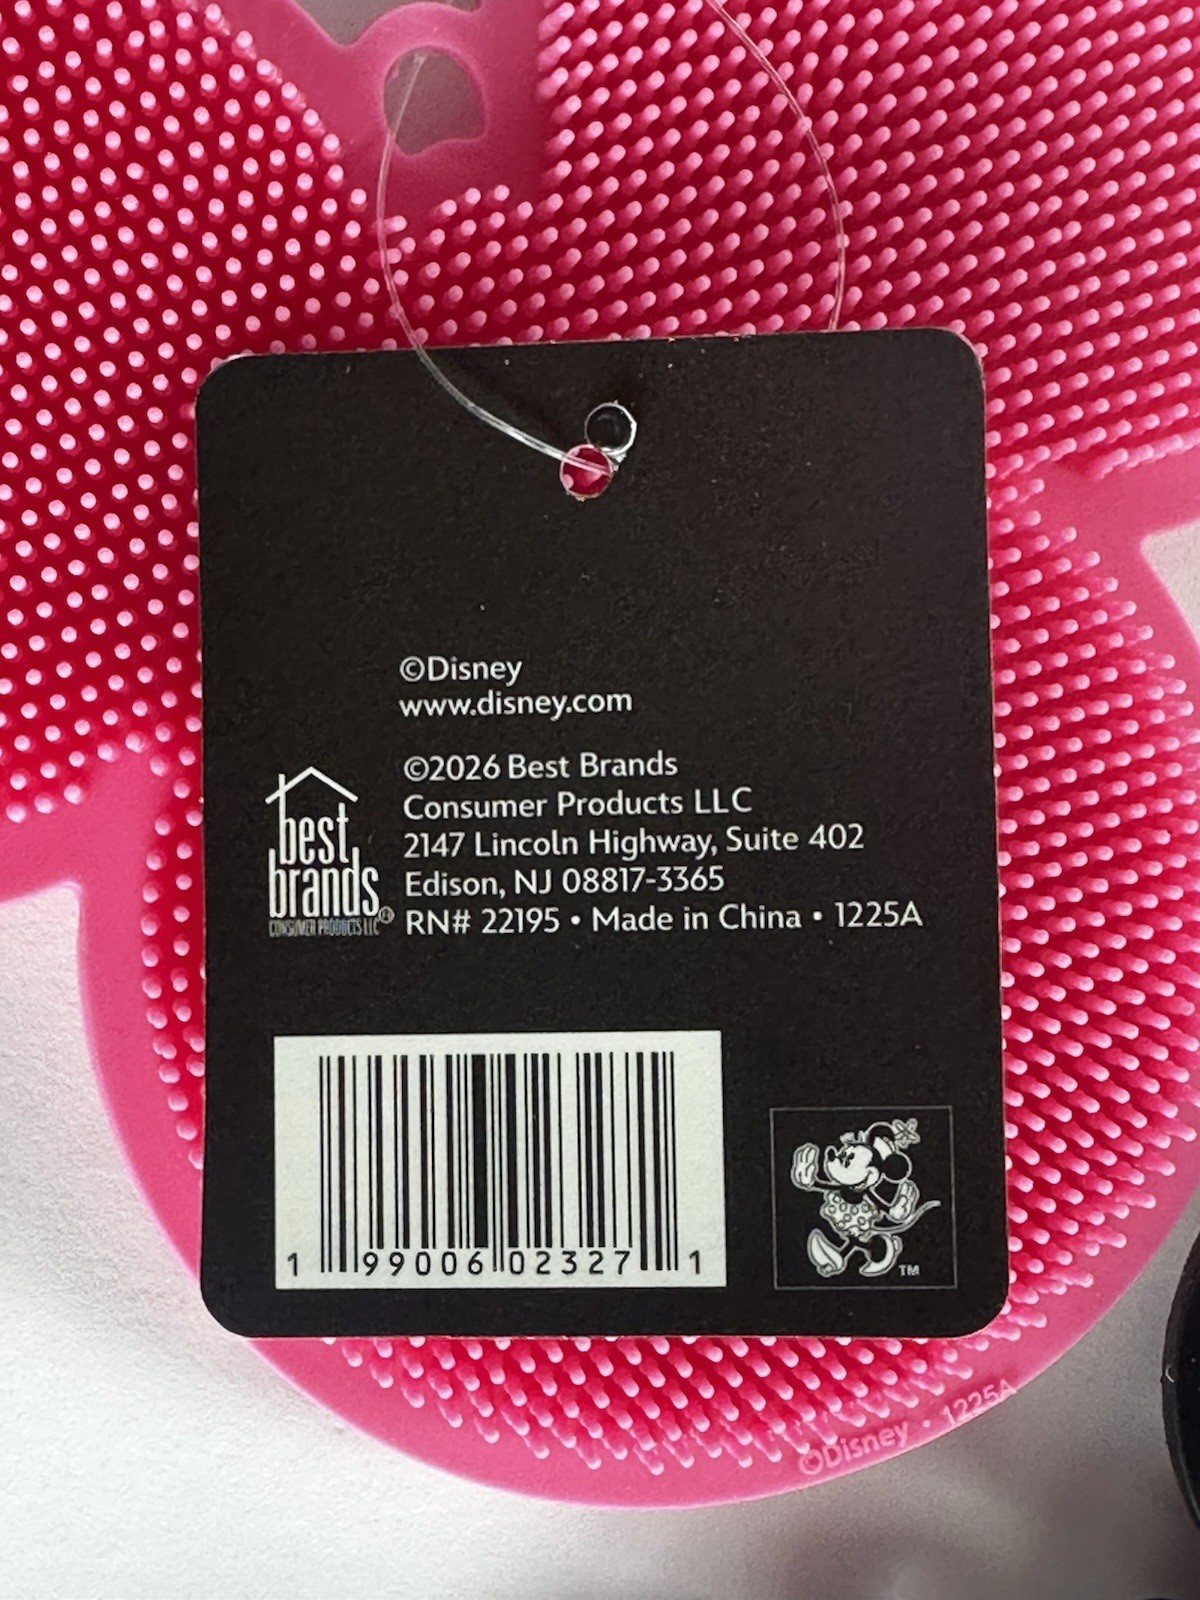 ©Disney
www.disney.com
©2026 Best Brands
Consumer Products LLC
2147 Lincoln Highway, Suite 402
Edison, NJ 08817-3365
RN# 22195 • Made in China • 1225A
best
brands®
CONSUMER PRODUCTS LLC
1 99006 02327 1
TM
©Disney • 1225A